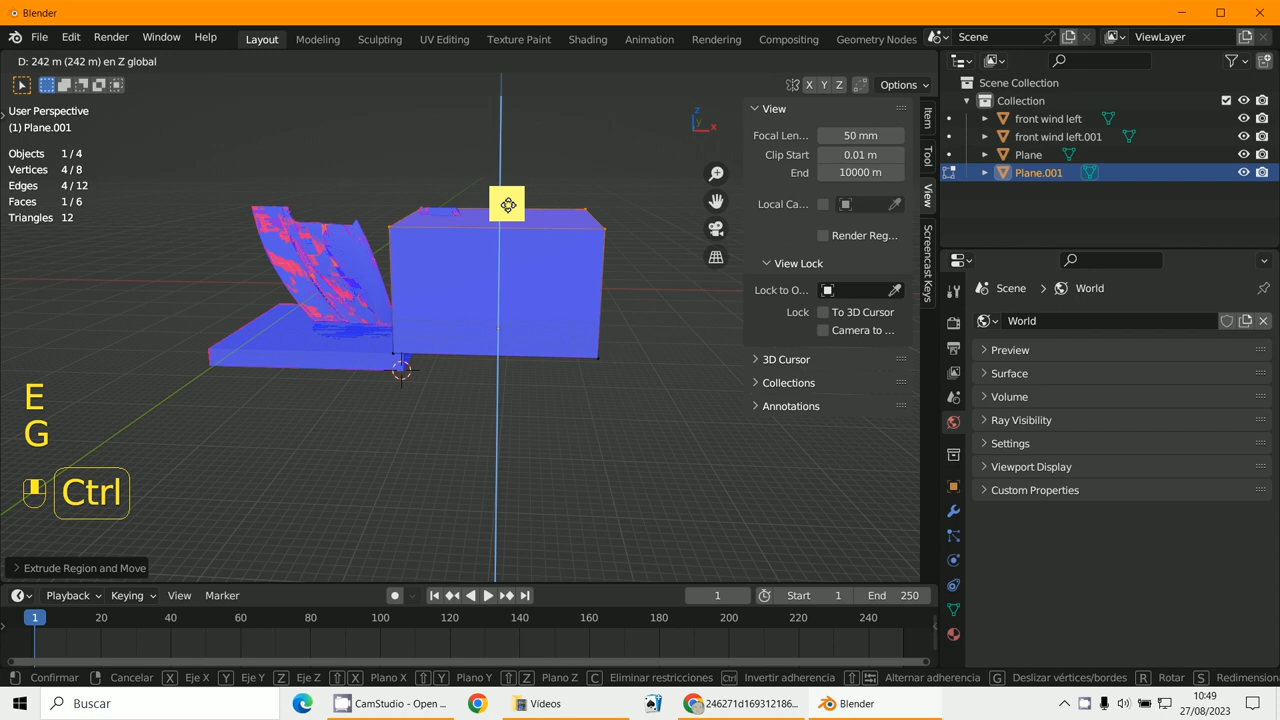 Blender
File Edit Render Window Help Layout Modeling Sculpting UV Editing Texture Paint Shading Animation Rendering Compositing Geometry Nodes Scene ViewLayer
D: 242 m (242 m) en Z global
X Y Z Options
User Perspective
(1) Plane.001
Objects 1 / 4
Vertices 4 / 8
Edges 4 / 12
Faces 1 / 6
Triangles 12
z
y
x
View
Focal Len... 50 mm
Clip Start 0.01 m
End 10000 m
Local Ca...
Render Reg...
View Lock
Lock to O...
Lock To 3D Cursor
Camera to ...
3D Cursor
Collections
Annotations
Item
Tool
View
Screencast Keys
Scene Collection
Collection
front wind left
front wind left.001
Plane
Plane.001
Scene World
World
Preview
Surface
Volume
Ray Visibility
Settings
Viewport Display
Custom Properties
E
G
Ctrl
Extrude Region and Move
Playback Keying View Marker 1 Start 1 End 250
1 20 40 60 80 100 120 140 160 180 200 220 240
Confirmar Cancelar X Eje X Y Eje Y Z Eje Z X Plano X Y Plano Y Z Plano Z C Eliminar restricciones Ctrl Invertir adherencia Alternar adherencia G Deslizar vértices/bordes R Rotar S Redimension
Buscar CamStudio - Open ... Vídeos 246271d169312186... Blender 10:49
27/08/2023